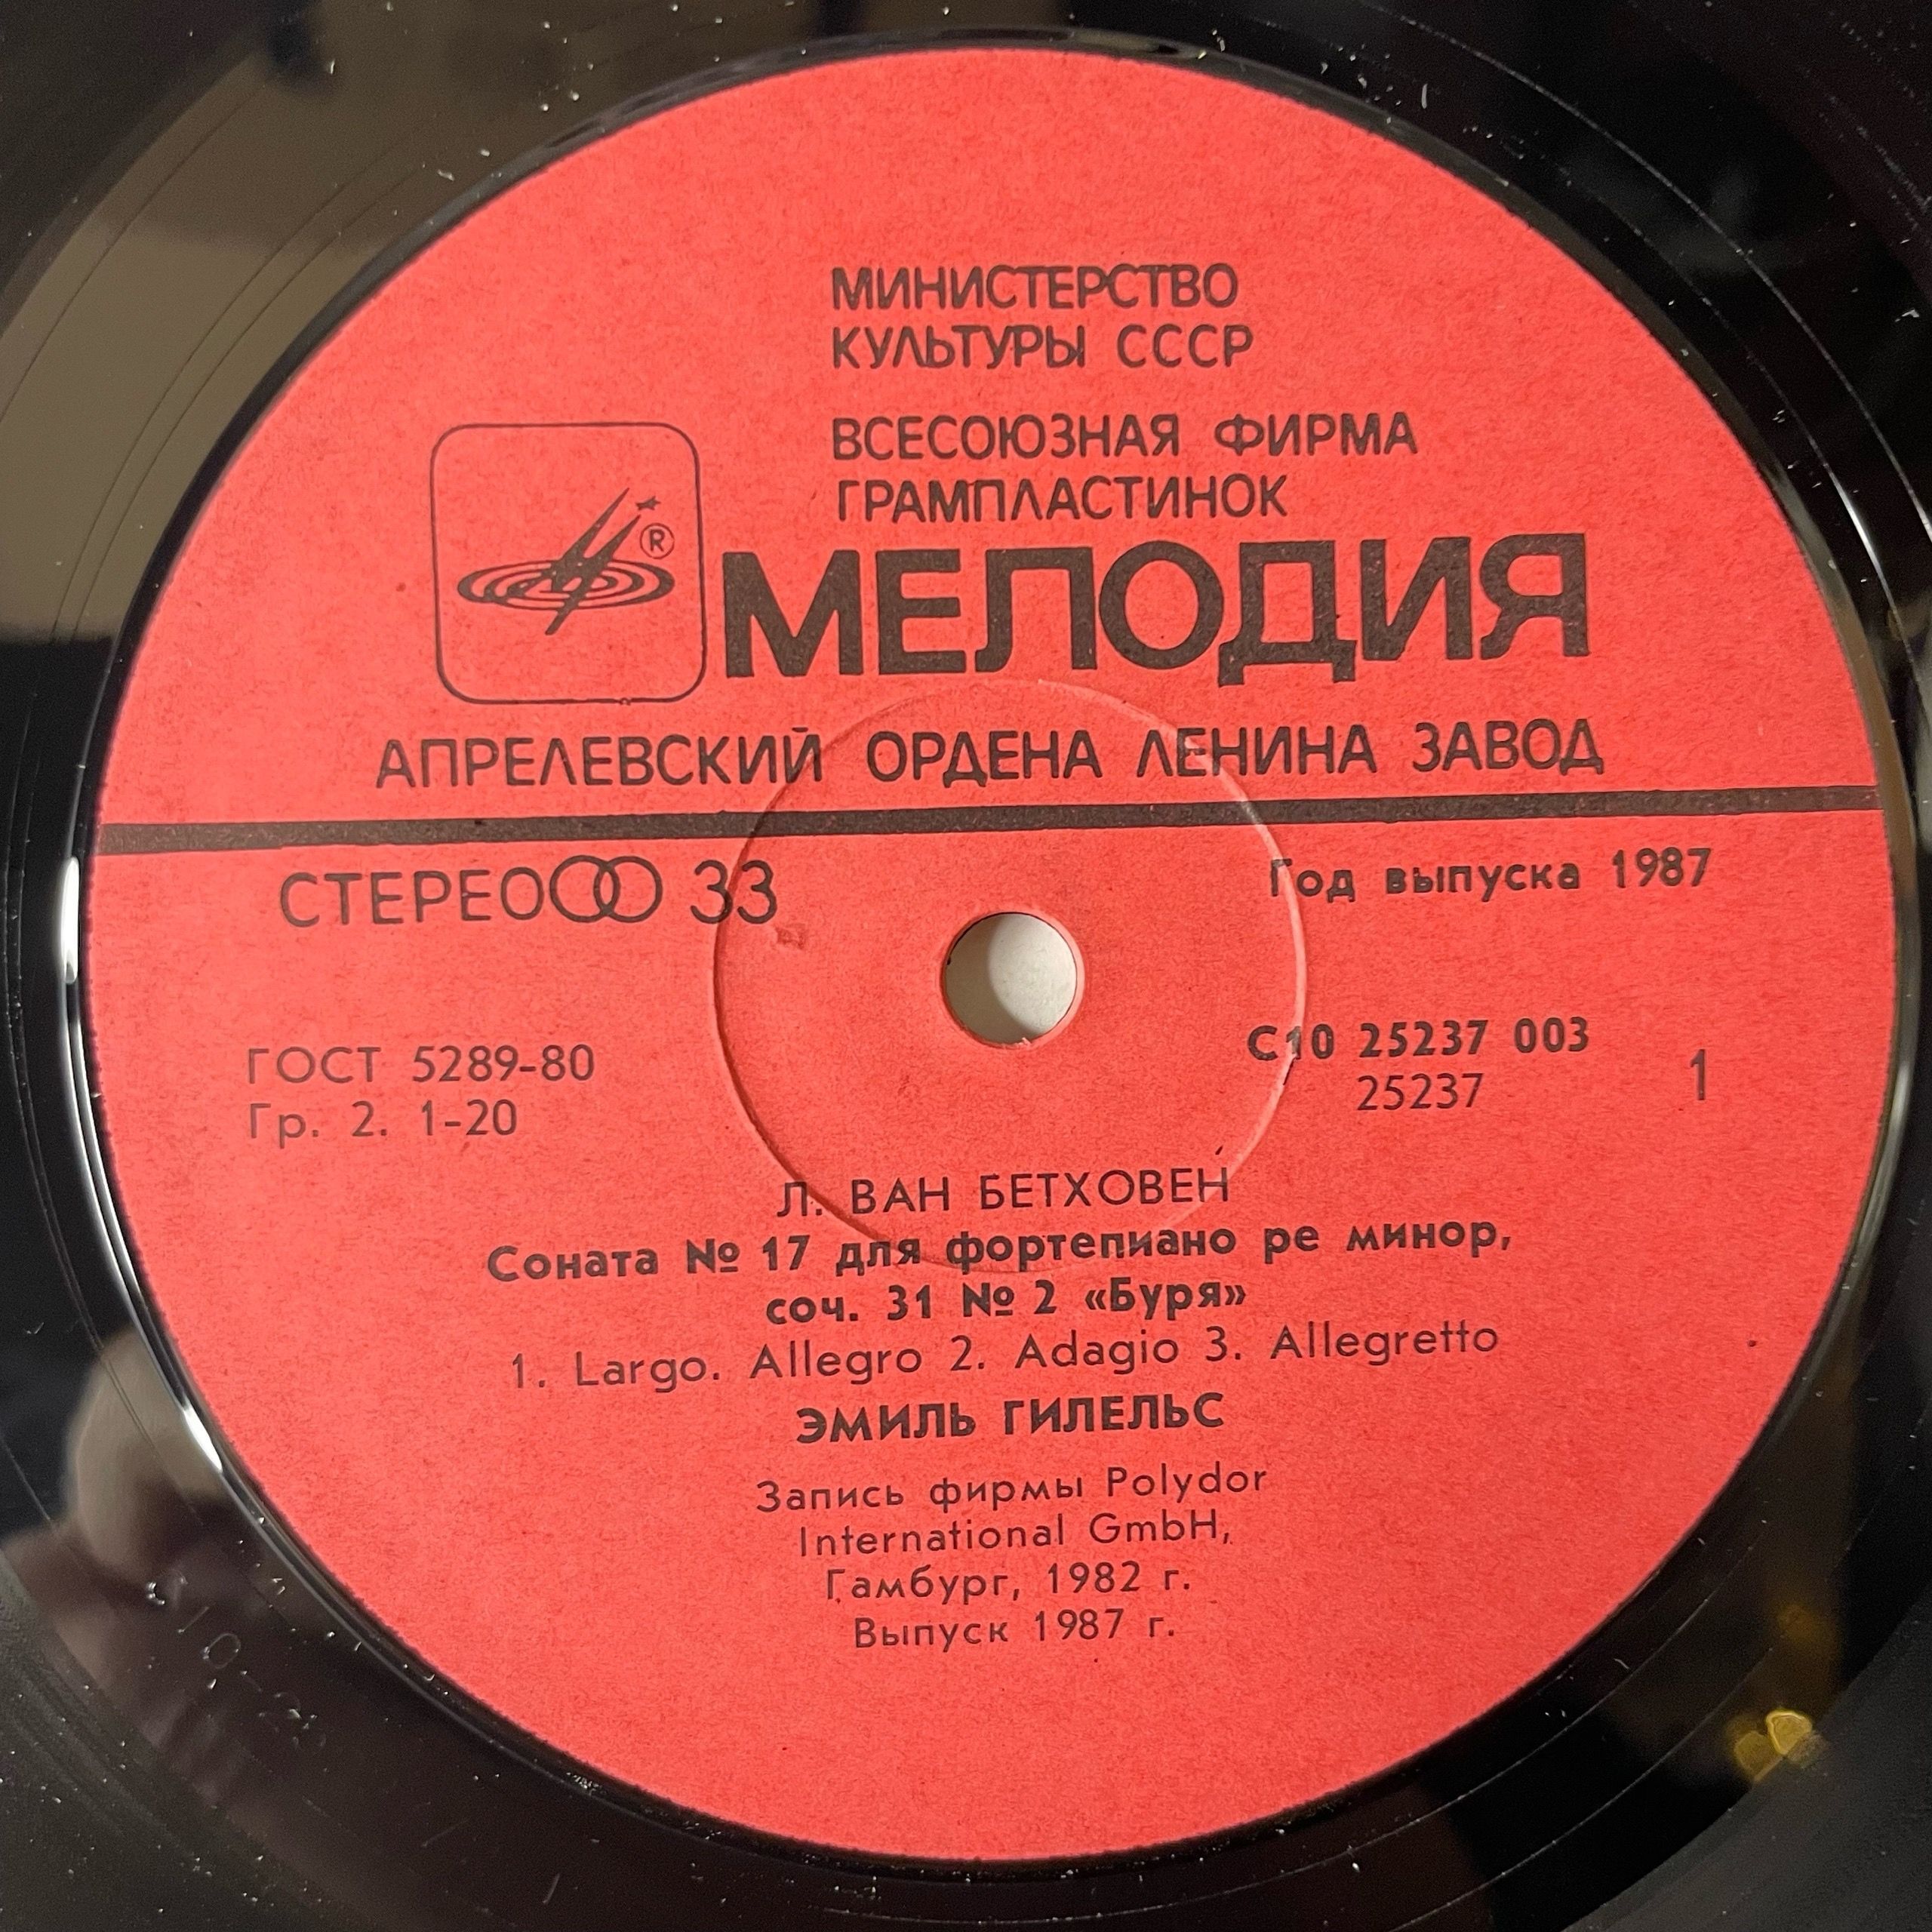 МИНИСТЕРСТВО
КУЛЬТУРЫ СССР
ВСЕСОЮЗНАЯ ФИРМА
ГРАМПЛАСТИНОК
®
МЕЛОДИЯ
АПРЕЛЕВСКИЙ ОРДЕНА ЛЕНИНА ЗАВОД
СТЕРЕО 33
Год выпуска 1987
ГОСТ 5289-80
Гр. 2. 1-20
С10 25237 003
25237
1
Л. ВАН БЕТХОВЕН
Соната № 17 для фортепиано ре минор,
соч. 31 № 2 «Буря»
1. Largo. Allegro 2. Adagio 3. Allegretto
ЭМИЛЬ ГИЛЕЛЬС
Запись фирмы Polydor
International GmbH,
Гамбург, 1982 г.
Выпуск 1987 г.